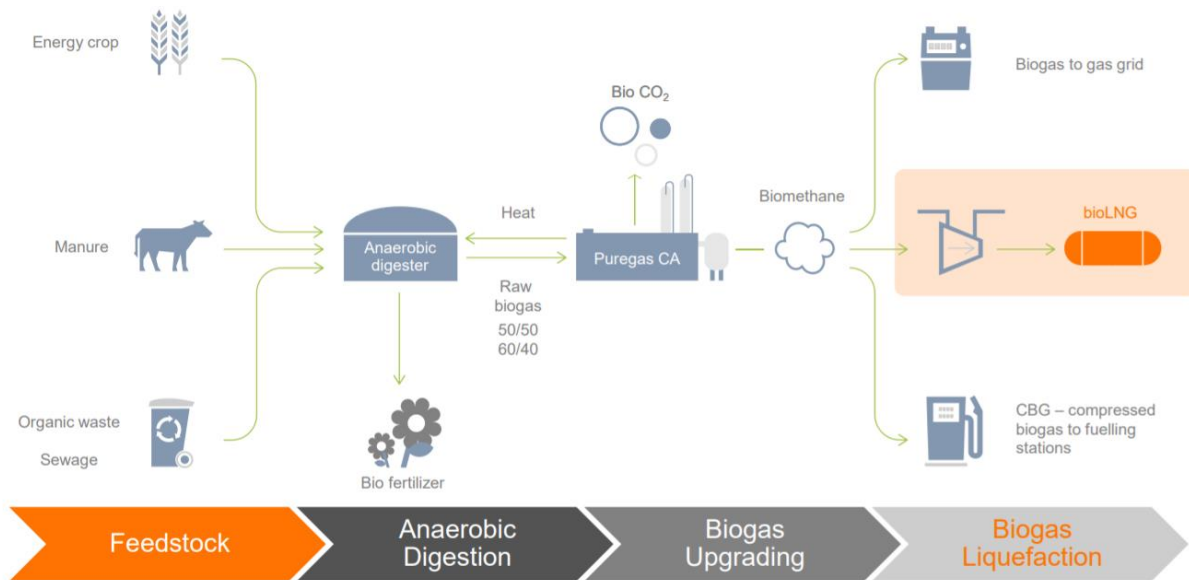 Energy crop
Manure
Organic waste
Sewage
Anaerobic
digester
Bio fertilizer
Heat
Raw
biogas
50/50
60/40
Bio CO₂
Puregas CA
Biomethane
Biogas to gas grid
bioLNG
CBG – compressed
biogas to fuelling
stations
Feedstock
Anaerobic
Digestion
Biogas
Upgrading
Biogas
Liquefaction